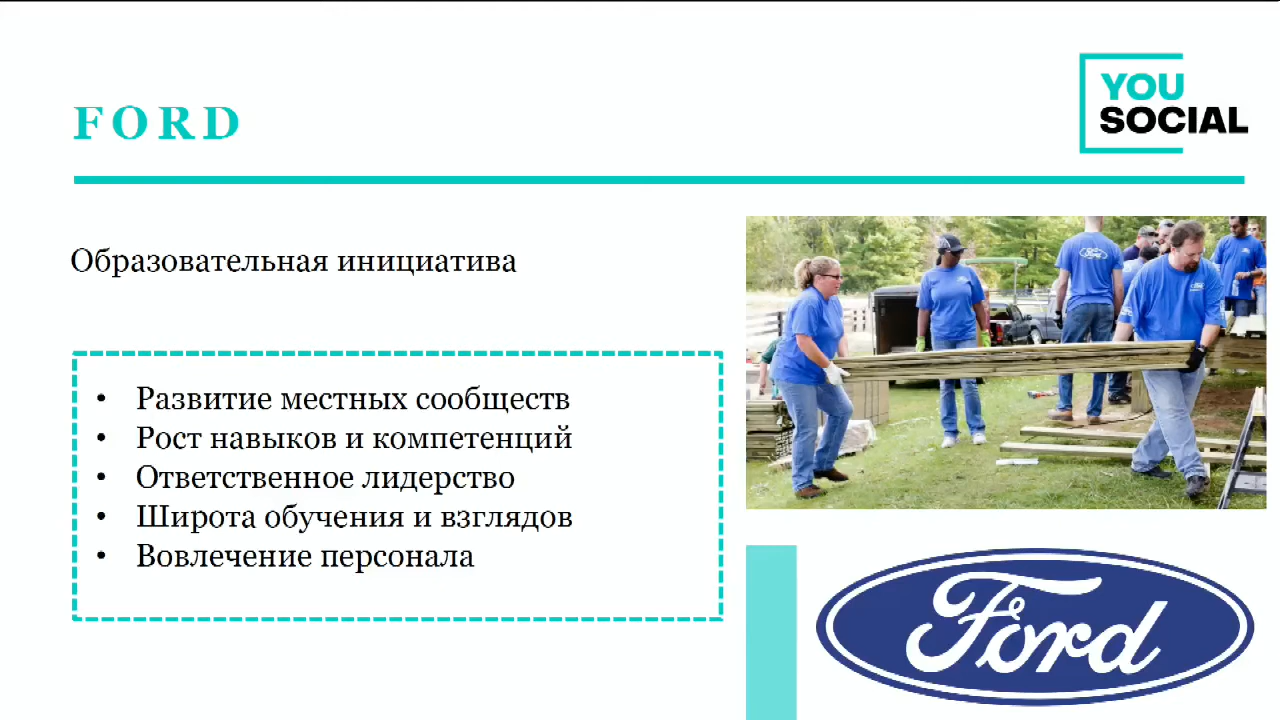 FORD
YOU
SOCIAL
Образовательная инициатива
• Развитие местных сообществ
• Рост навыков и компетенций
• Ответственное лидерство
• Широта обучения и взглядов
• Вовлечение персонала
Ford